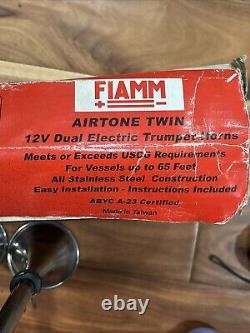 FIAMM
AIRTONE TWIN
12V Dual Electric Trumpet Horns
Meets or Exceeds USCG Requirements
For Vessels up to 65 Feet
All Stainless Steel Construction
Easy Installation - Instructions Included
ABYC A-23 Certified
Made in Taiwan